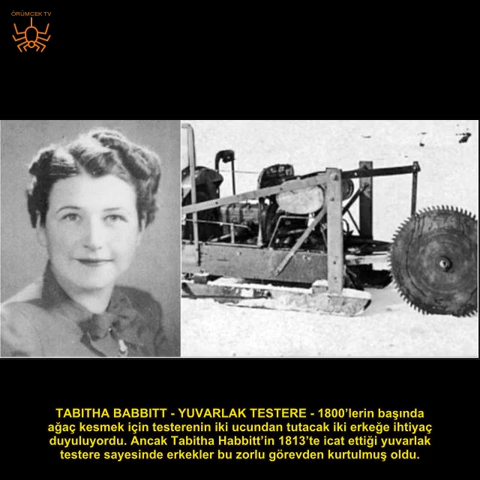 ÖRÜMCEK TV
TABITHA BABBITT - YUVARLAK TESTERE - 1800'lerin başında
ağaç kesmek için testerenin iki ucundan tutacak iki erkeğe ihtiyaç
duyuluyordu. Ancak Tabitha Habbitt'in 1813'te icat ettiği yuvarlak
testere sayesinde erkekler bu zorlu görevden kurtulmuş oldu.